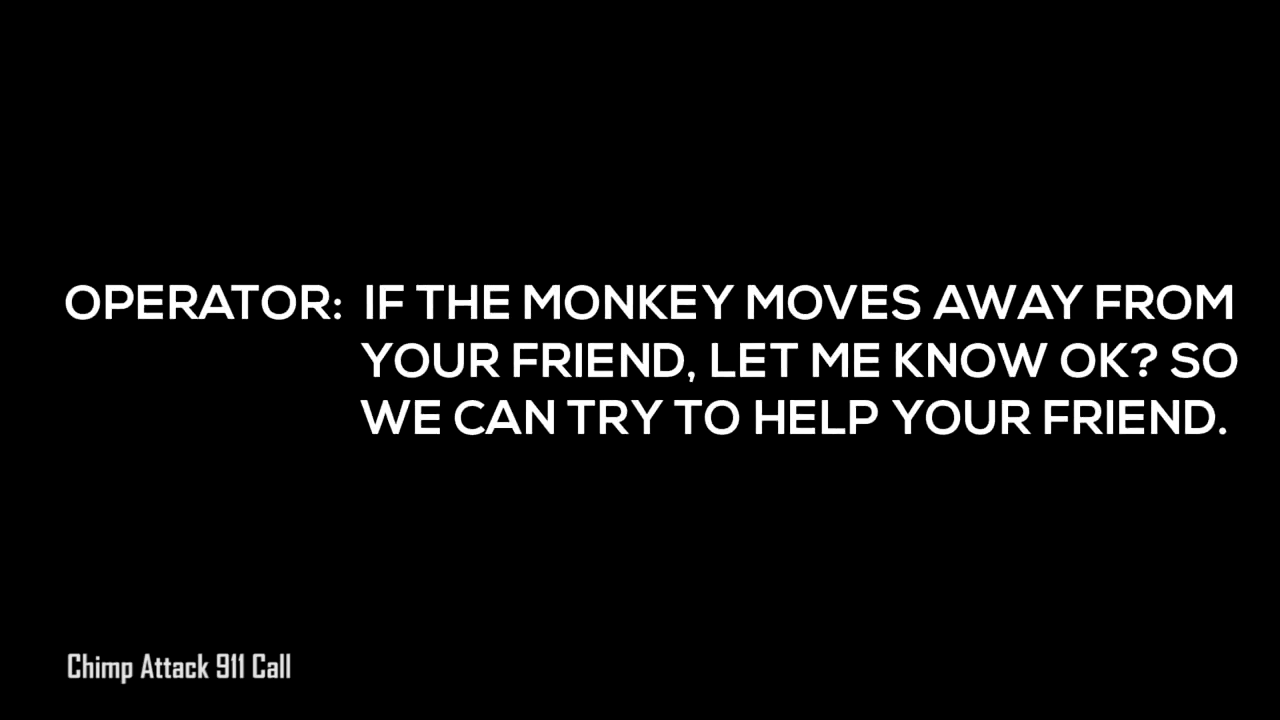 OPERATOR: IF THE MONKEY MOVES AWAY FROM
YOUR FRIEND, LET ME KNOW OK? SO
WE CAN TRY TO HELP YOUR FRIEND.
Chimp Attack 911 Call